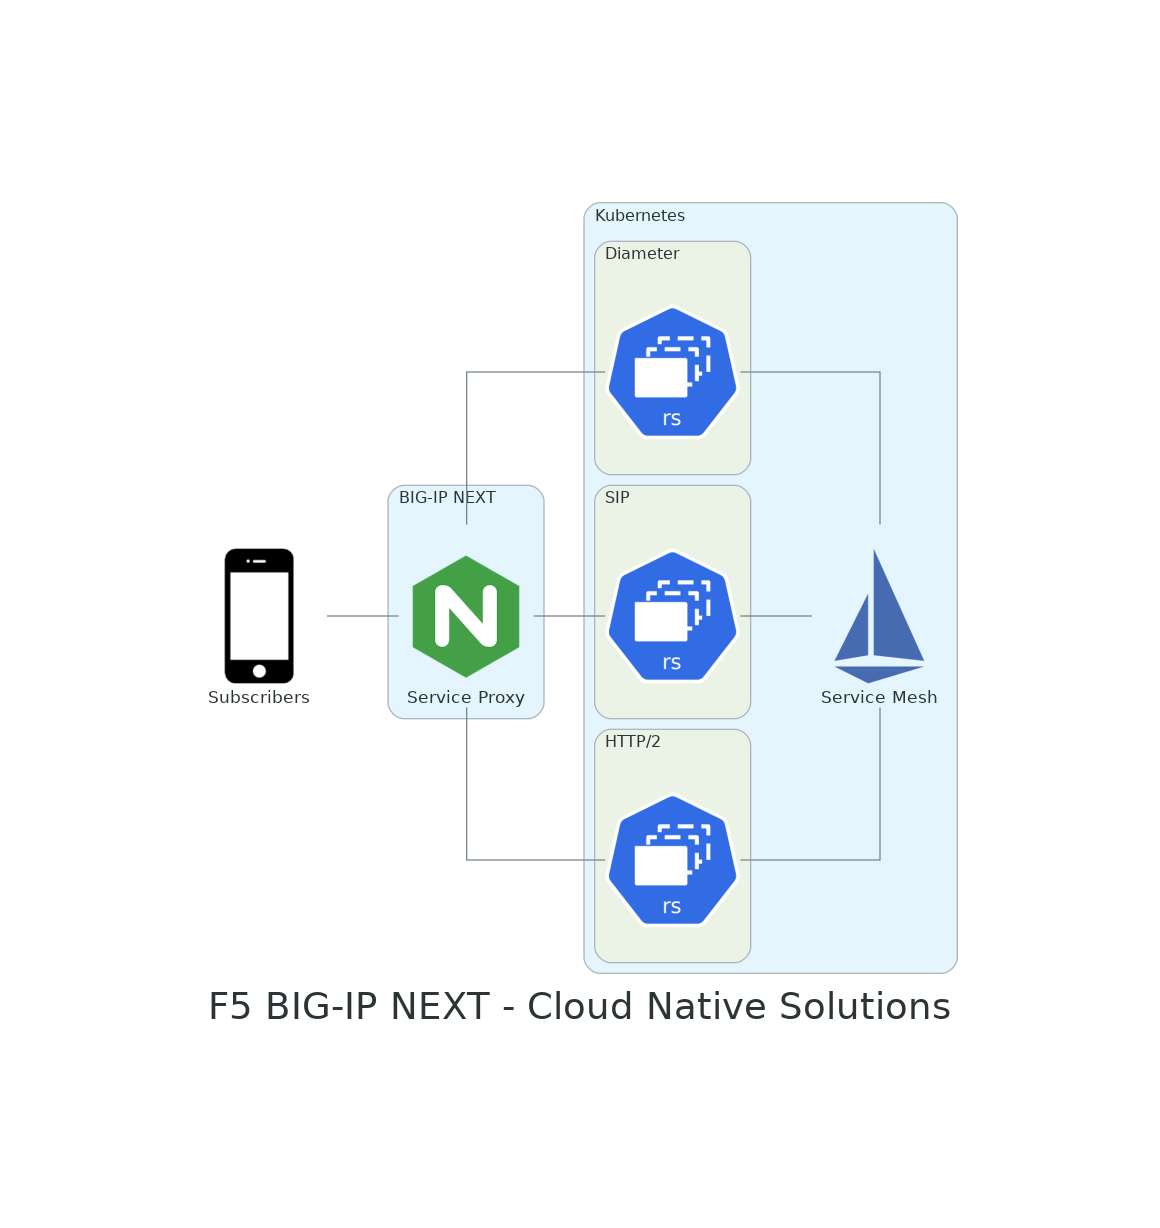 Kubernetes
Diameter
rs
BIG-IP NEXT
SIP
rs
Subscribers
Service Proxy
Service Mesh
HTTP/2
rs
F5 BIG-IP NEXT - Cloud Native Solutions